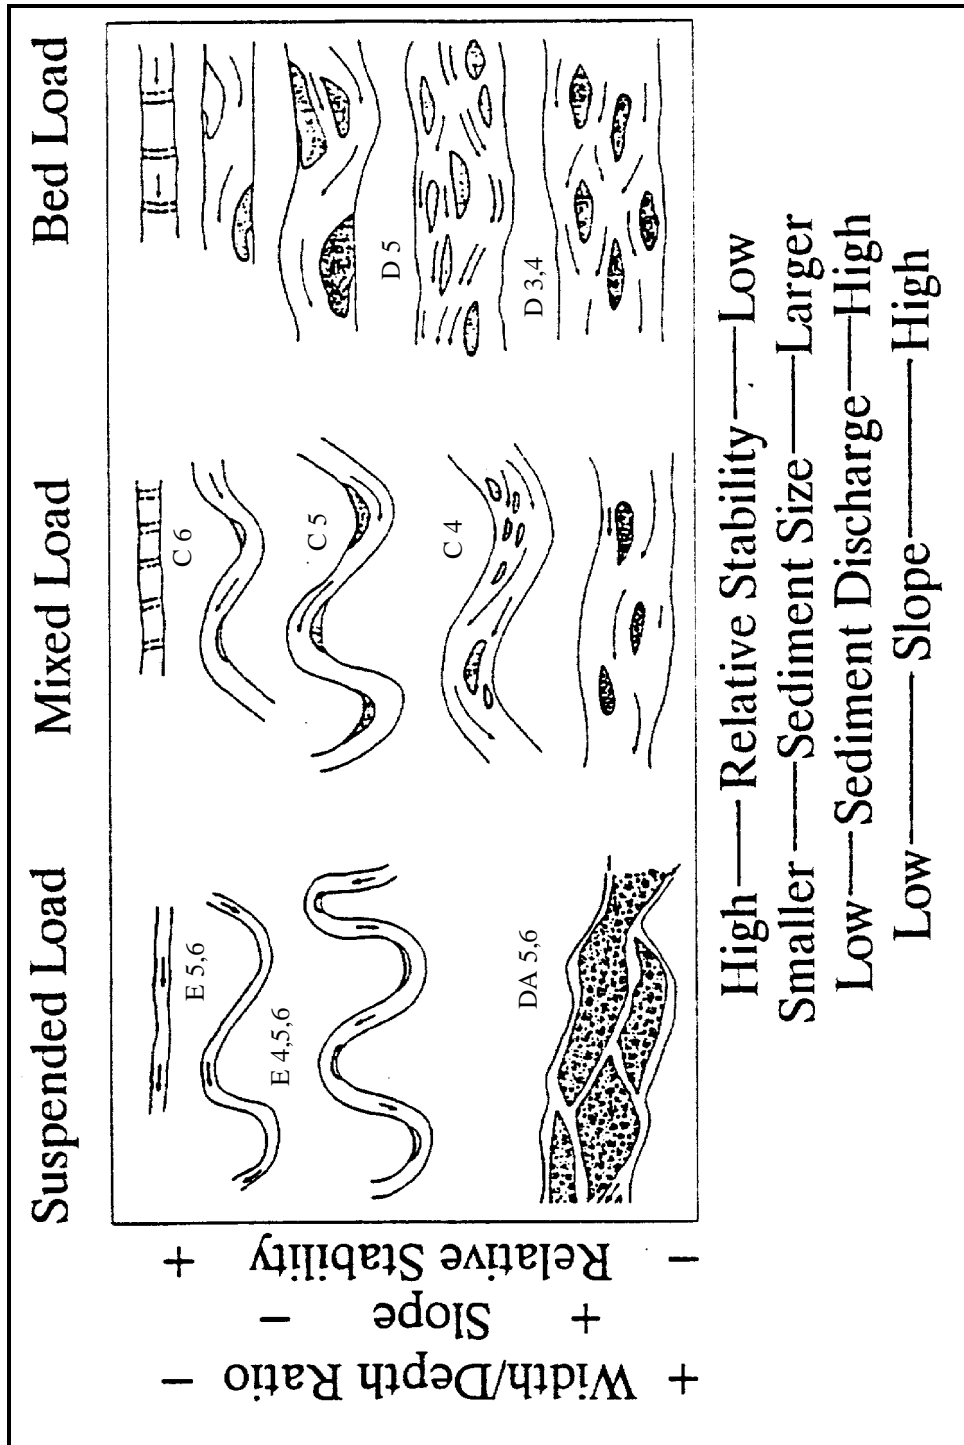 Suspended Load
Mixed Load
Bed Load
E 5,6
E 4,5,6
DA 5,6
C 6
C 5
C 4
D 5
D 3,4
+ Relative Stability −
− Slope +
− Width/Depth Ratio +
High — Relative Stability — Low
Smaller — Sediment Size — Larger
Low — Sediment Discharge — High
Low — Slope — High